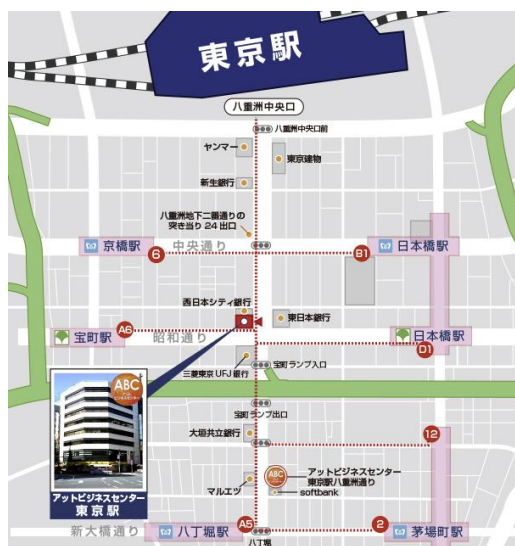 東京駅
八重洲中央口
八重洲中央口前
ヤンマー
東京建物
新生銀行
八重洲地下二番通りの
突き当り 24 出口
京橋駅
中央通り
日本橋駅
6
B1
西日本シティ銀行
東日本銀行
宝町駅
A6
昭和通り
日本橋駅
D1
三菱東京 UFJ 銀行
宝町ランプ入口
ABC
アットビジネスセンター
東京駅
宝町ランプ出口
大垣共立銀行
12
マルエツ
ABC
アットビジネスセンター
東京駅八重洲通り
softbank
新大橋通り
八丁堀駅
A5
2
茅場町駅
八丁堀